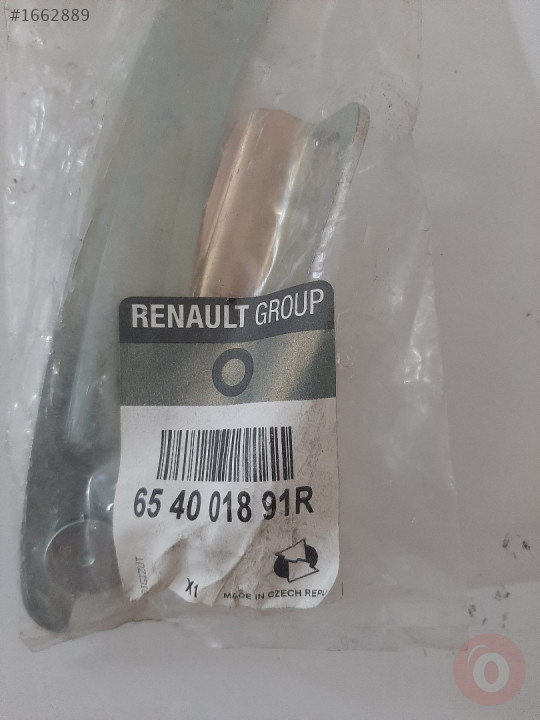 #1662889
RENAULT GROUP
65 40 018 91R
X1
MADE IN CZECH REPU